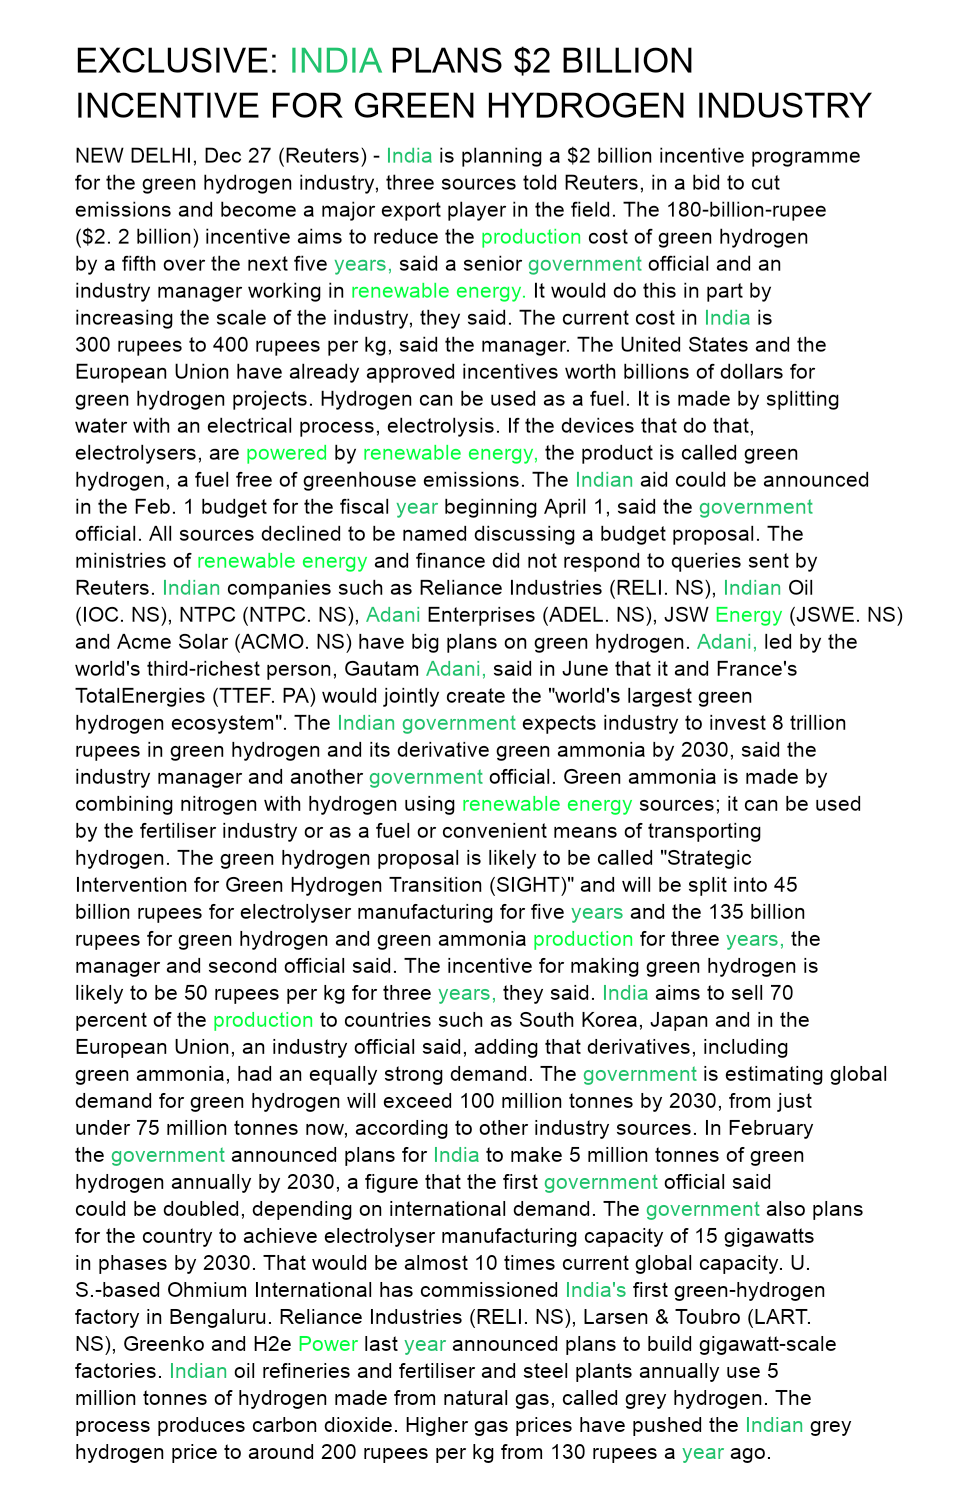 EXCLUSIVE: INDIA PLANS $2 BILLION
INCENTIVE FOR GREEN HYDROGEN INDUSTRY
NEW DELHI, Dec 27 (Reuters) - India is planning a $2 billion incentive programme
for the green hydrogen industry, three sources told Reuters, in a bid to cut
emissions and become a major export player in the field. The 180-billion-rupee
($2. 2 billion) incentive aims to reduce the production cost of green hydrogen
by a fifth over the next five years, said a senior government official and an
industry manager working in renewable energy. It would do this in part by
increasing the scale of the industry, they said. The current cost in India is
300 rupees to 400 rupees per kg, said the manager. The United States and the
European Union have already approved incentives worth billions of dollars for
green hydrogen projects. Hydrogen can be used as a fuel. It is made by splitting
water with an electrical process, electrolysis. If the devices that do that,
electrolysers, are powered by renewable energy, the product is called green
hydrogen, a fuel free of greenhouse emissions. The Indian aid could be announced
in the Feb. 1 budget for the fiscal year beginning April 1, said the government
official. All sources declined to be named discussing a budget proposal. The
ministries of renewable energy and finance did not respond to queries sent by
Reuters. Indian companies such as Reliance Industries (RELI. NS), Indian Oil
(IOC. NS), NTPC (NTPC. NS), Adani Enterprises (ADEL. NS), JSW Energy (JSWE. NS)
and Acme Solar (ACMO. NS) have big plans on green hydrogen. Adani, led by the
world's third-richest person, Gautam Adani, said in June that it and France's
TotalEnergies (TTEF. PA) would jointly create the "world's largest green
hydrogen ecosystem". The Indian government expects industry to invest 8 trillion
rupees in green hydrogen and its derivative green ammonia by 2030, said the
industry manager and another government official. Green ammonia is made by
combining nitrogen with hydrogen using renewable energy sources; it can be used
by the fertiliser industry or as a fuel or convenient means of transporting
hydrogen. The green hydrogen proposal is likely to be called "Strategic
Intervention for Green Hydrogen Transition (SIGHT)" and will be split into 45
billion rupees for electrolyser manufacturing for five years and the 135 billion
rupees for green hydrogen and green ammonia production for three years, the
manager and second official said. The incentive for making green hydrogen is
likely to be 50 rupees per kg for three years, they said. India aims to sell 70
percent of the production to countries such as South Korea, Japan and in the
European Union, an industry official said, adding that derivatives, including
green ammonia, had an equally strong demand. The government is estimating global
demand for green hydrogen will exceed 100 million tonnes by 2030, from just
under 75 million tonnes now, according to other industry sources. In February
the government announced plans for India to make 5 million tonnes of green
hydrogen annually by 2030, a figure that the first government official said
could be doubled, depending on international demand. The government also plans
for the country to achieve electrolyser manufacturing capacity of 15 gigawatts
in phases by 2030. That would be almost 10 times current global capacity. U.
S.-based Ohmium International has commissioned India's first green-hydrogen
factory in Bengaluru. Reliance Industries (RELI. NS), Larsen & Toubro (LART.
NS), Greenko and H2e Power last year announced plans to build gigawatt-scale
factories. Indian oil refineries and fertiliser and steel plants annually use 5
million tonnes of hydrogen made from natural gas, called grey hydrogen. The
process produces carbon dioxide. Higher gas prices have pushed the Indian grey
hydrogen price to around 200 rupees per kg from 130 rupees a year ago.